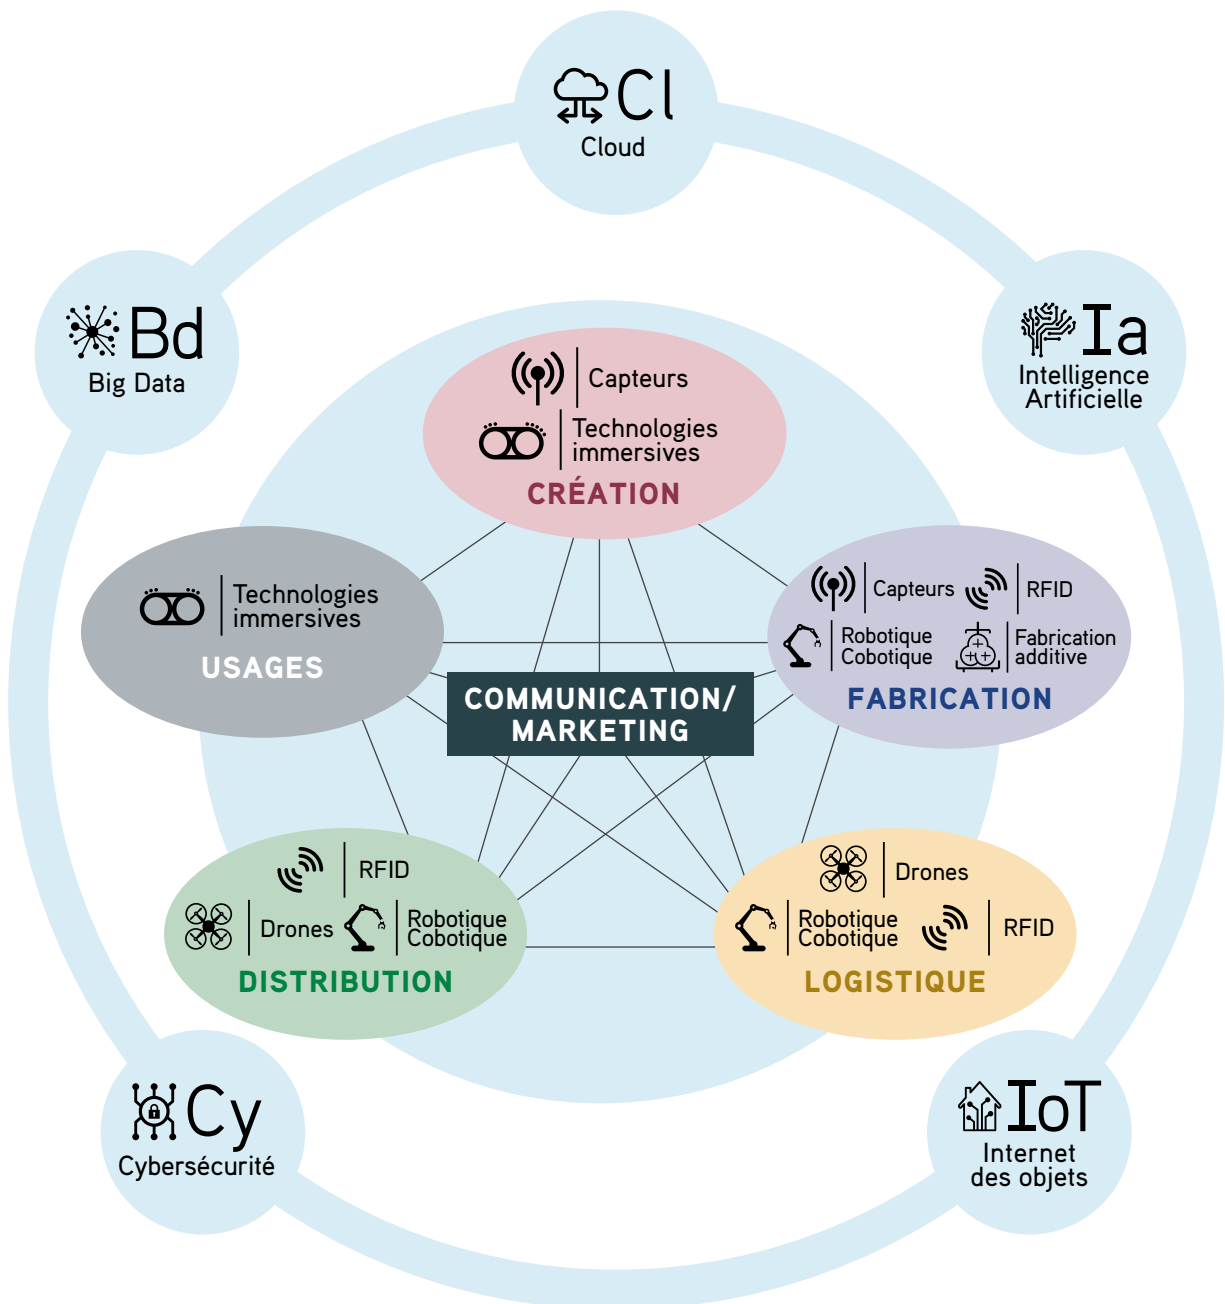 Cl
Cloud
Bd
Big Data
Ia
Intelligence
Artificielle
Capteurs
Technologies
immersives
CRÉATION
Technologies
immersives
USAGES
Capteurs
RFID
Robotique
Cobotique
Fabrication
additive
FABRICATION
COMMUNICATION/
MARKETING
RFID
Drones
Robotique
Cobotique
DISTRIBUTION
Drones
Robotique
Cobotique
RFID
LOGISTIQUE
Cy
Cybersécurité
IoT
Internet
des objets